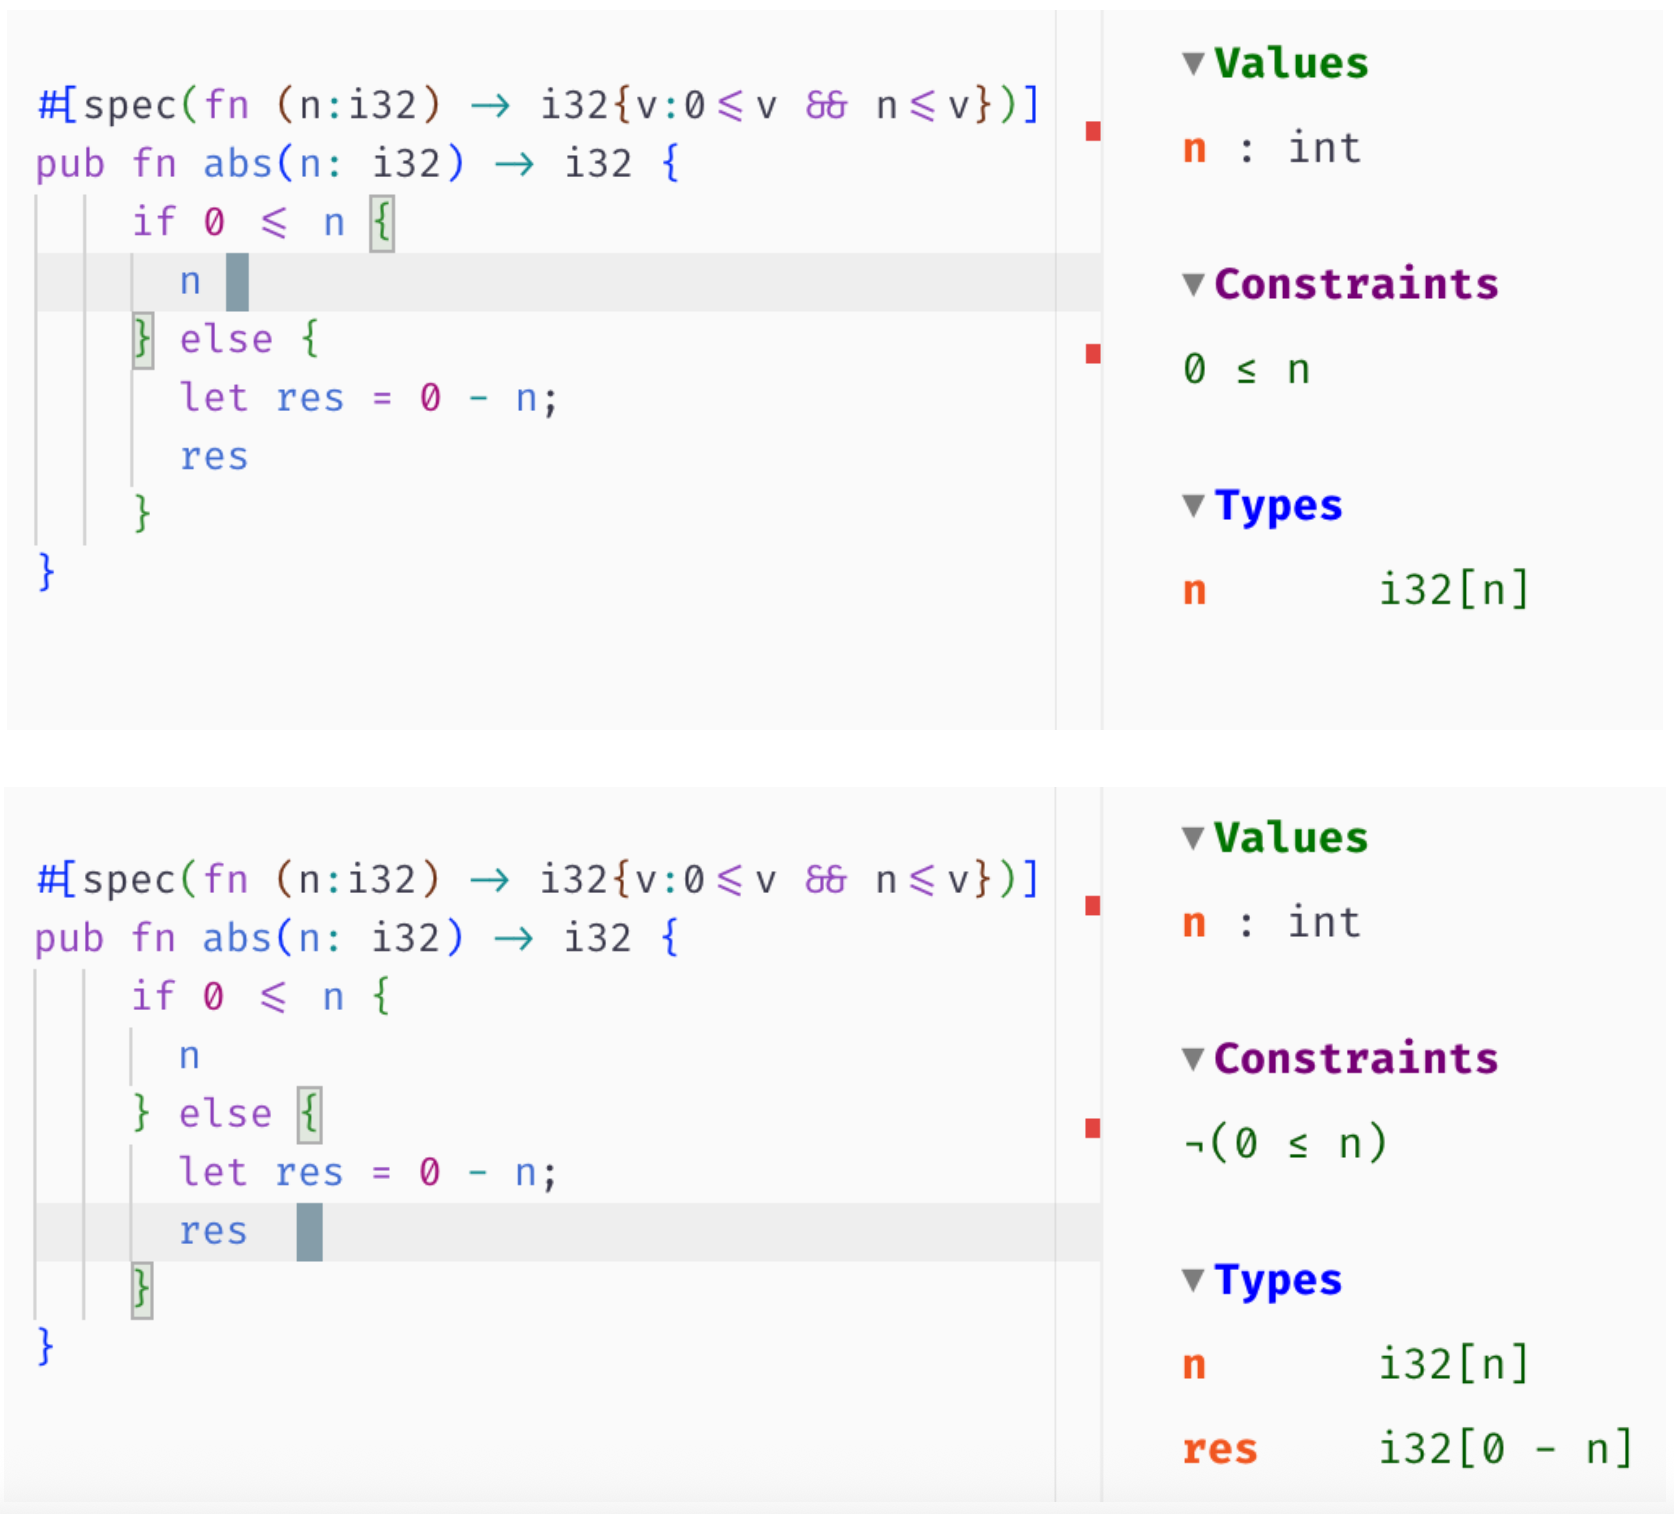 #[spec(fn (n:i32) → i32{v:0⩽v && n⩽v})]
pub fn abs(n: i32) → i32 {
if 0 ⩽ n {
n
} else {
let res = 0 - n;
res
}
}
▼Values
n : int
▼Constraints
0 ≤ n
▼Types
n i32[n]
#[spec(fn (n:i32) → i32{v:0⩽v && n⩽v})]
pub fn abs(n: i32) → i32 {
if 0 ⩽ n {
n
} else {
let res = 0 - n;
res
}
}
▼Values
n : int
▼Constraints
¬(0 ≤ n)
▼Types
n i32[n]
res i32[0 - n]